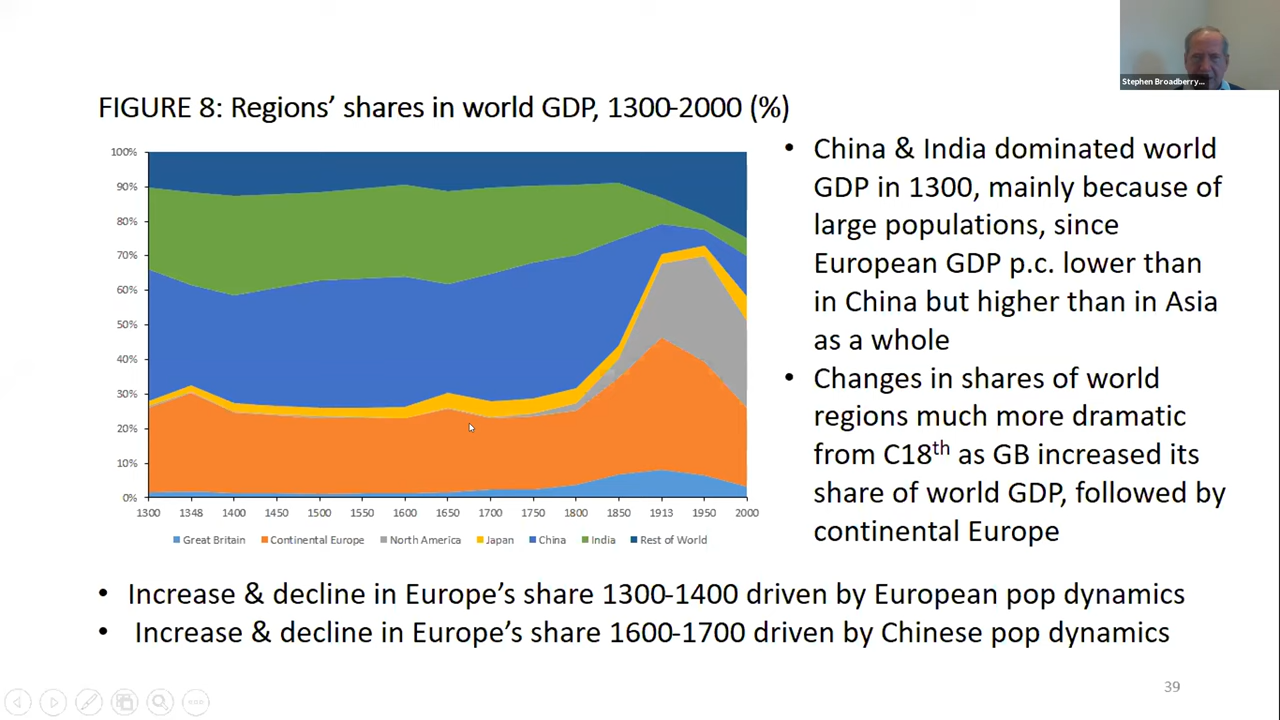 Stephen Broadberry...
FIGURE 8: Regions' shares in world GDP, 1300-2000 (%)
100%
90%
80%
70%
60%
50%
40%
30%
20%
10%
0%
1300 1348 1400 1450 1500 1550 1600 1650 1700 1750 1800 1850 1913 1950 2000
Great Britain Continental Europe North America Japan China India Rest of World
• China & India dominated world
GDP in 1300, mainly because of
large populations, since
European GDP p.c. lower than
in China but higher than in Asia
as a whole
• Changes in shares of world
regions much more dramatic
from C18th as GB increased its
share of world GDP, followed by
continental Europe
• Increase & decline in Europe's share 1300-1400 driven by European pop dynamics
• Increase & decline in Europe's share 1600-1700 driven by Chinese pop dynamics
39